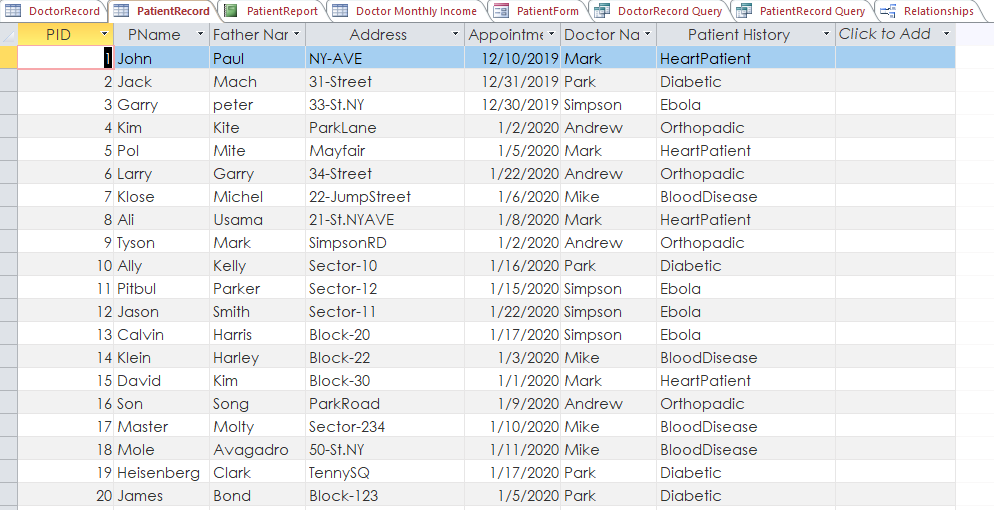 DoctorRecord PatientRecord PatientReport Doctor Monthly Income PatientForm DoctorRecord Query PatientRecord Query Relationships
PID PName Father Nar Address Appointme Doctor Na Patient History Click to Add
1 John Paul NY-AVE 12/10/2019 Mark HeartPatient
2 Jack Mach 31-Street 12/31/2019 Park Diabetic
3 Garry peter 33-St.NY 12/30/2019 Simpson Ebola
4 Kim Kite ParkLane 1/2/2020 Andrew Orthopadic
5 Pol Mite Mayfair 1/5/2020 Mark HeartPatient
6 Larry Garry 34-Street 1/22/2020 Andrew Orthopadic
7 Klose Michel 22-JumpStreet 1/6/2020 Mike BloodDisease
8 Ali Usama 21-St.NYAVE 1/8/2020 Mark HeartPatient
9 Tyson Mark SimpsonRD 1/2/2020 Andrew Orthopadic
10 Ally Kelly Sector-10 1/16/2020 Park Diabetic
11 Pitbul Parker Sector-12 1/15/2020 Simpson Ebola
12 Jason Smith Sector-11 1/22/2020 Simpson Ebola
13 Calvin Harris Block-20 1/17/2020 Simpson Ebola
14 Klein Harley Block-22 1/3/2020 Mike BloodDisease
15 David Kim Block-30 1/1/2020 Mark HeartPatient
16 Son Song ParkRoad 1/9/2020 Andrew Orthopadic
17 Master Molty Sector-234 1/10/2020 Mike BloodDisease
18 Mole Avagadro 50-St.NY 1/11/2020 Mike BloodDisease
19 Heisenberg Clark TennySQ 1/17/2020 Park Diabetic
20 James Bond Block-123 1/5/2020 Park Diabetic